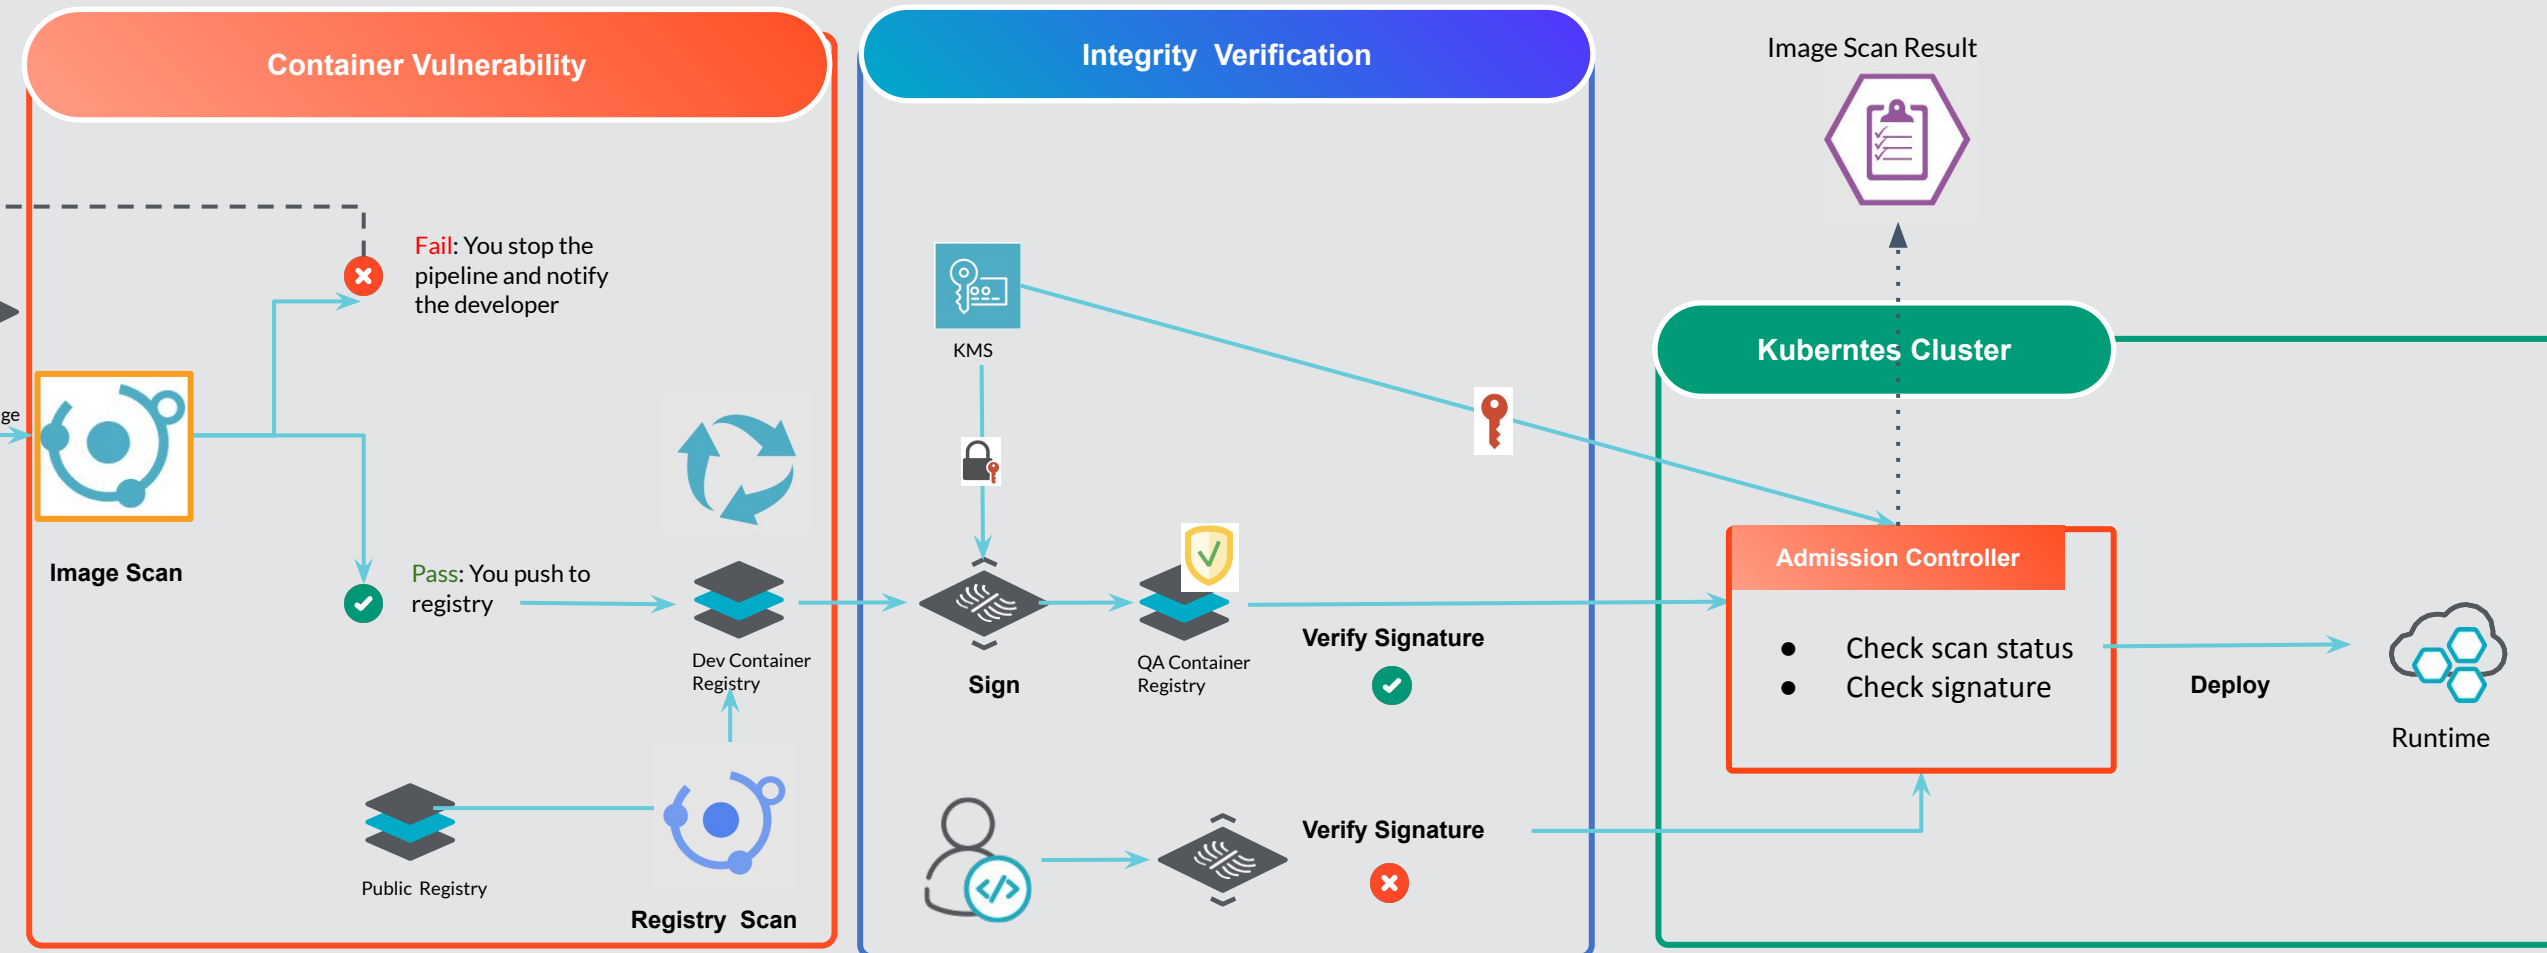 Container Vulnerability
Integrity Verification
Image Scan Result
Fail: You stop the
pipeline and notify
the developer
KMS
Kuberntes Cluster
ge
Image Scan
Pass: You push to
registry
Dev Container
Registry
Sign
QA Container
Registry
Verify Signature
Admission Controller
● Check scan status
● Check signature
Deploy
Runtime
Public Registry
Registry Scan
Verify Signature